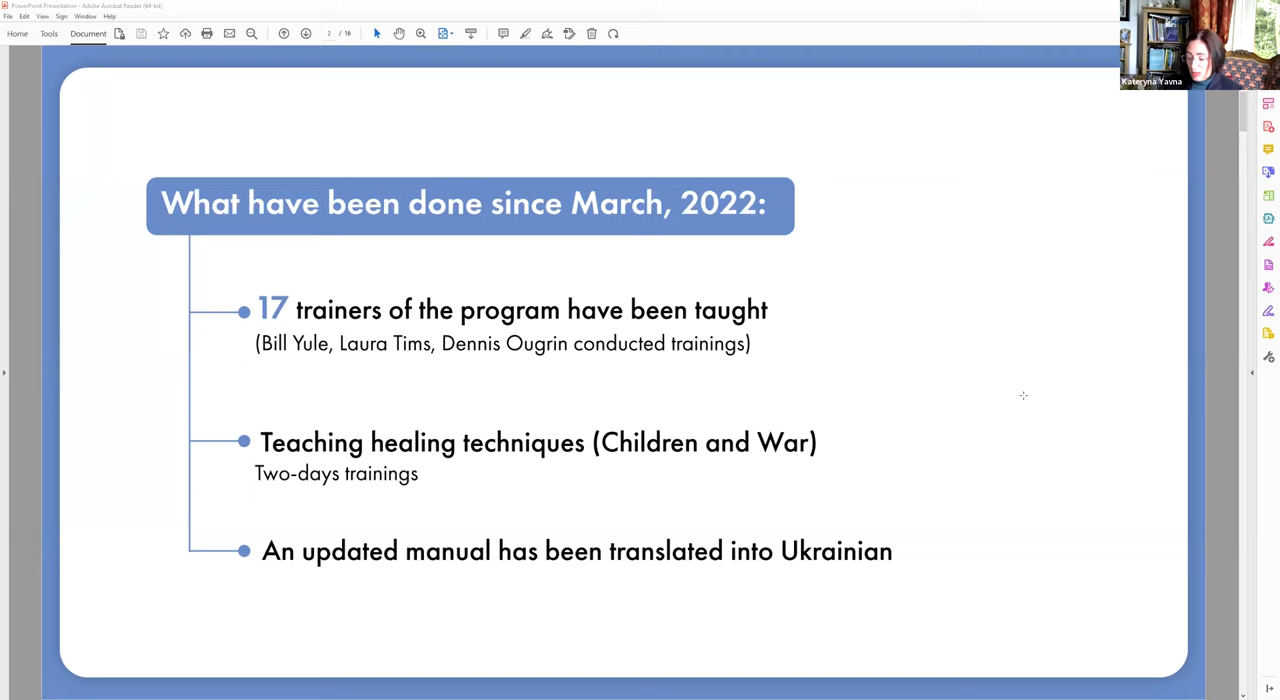 PowerPoint Presentation - Adobe Acrobat Reader (64-bit)
File Edit View Sign Window Help
Home Tools Document 2 / 16
Kateryna Yavna
What have been done since March, 2022:
17 trainers of the program have been taught
(Bill Yule, Laura Tims, Dennis Ougrin conducted trainings)
Teaching healing techniques (Children and War)
Two-days trainings
An updated manual has been translated into Ukrainian